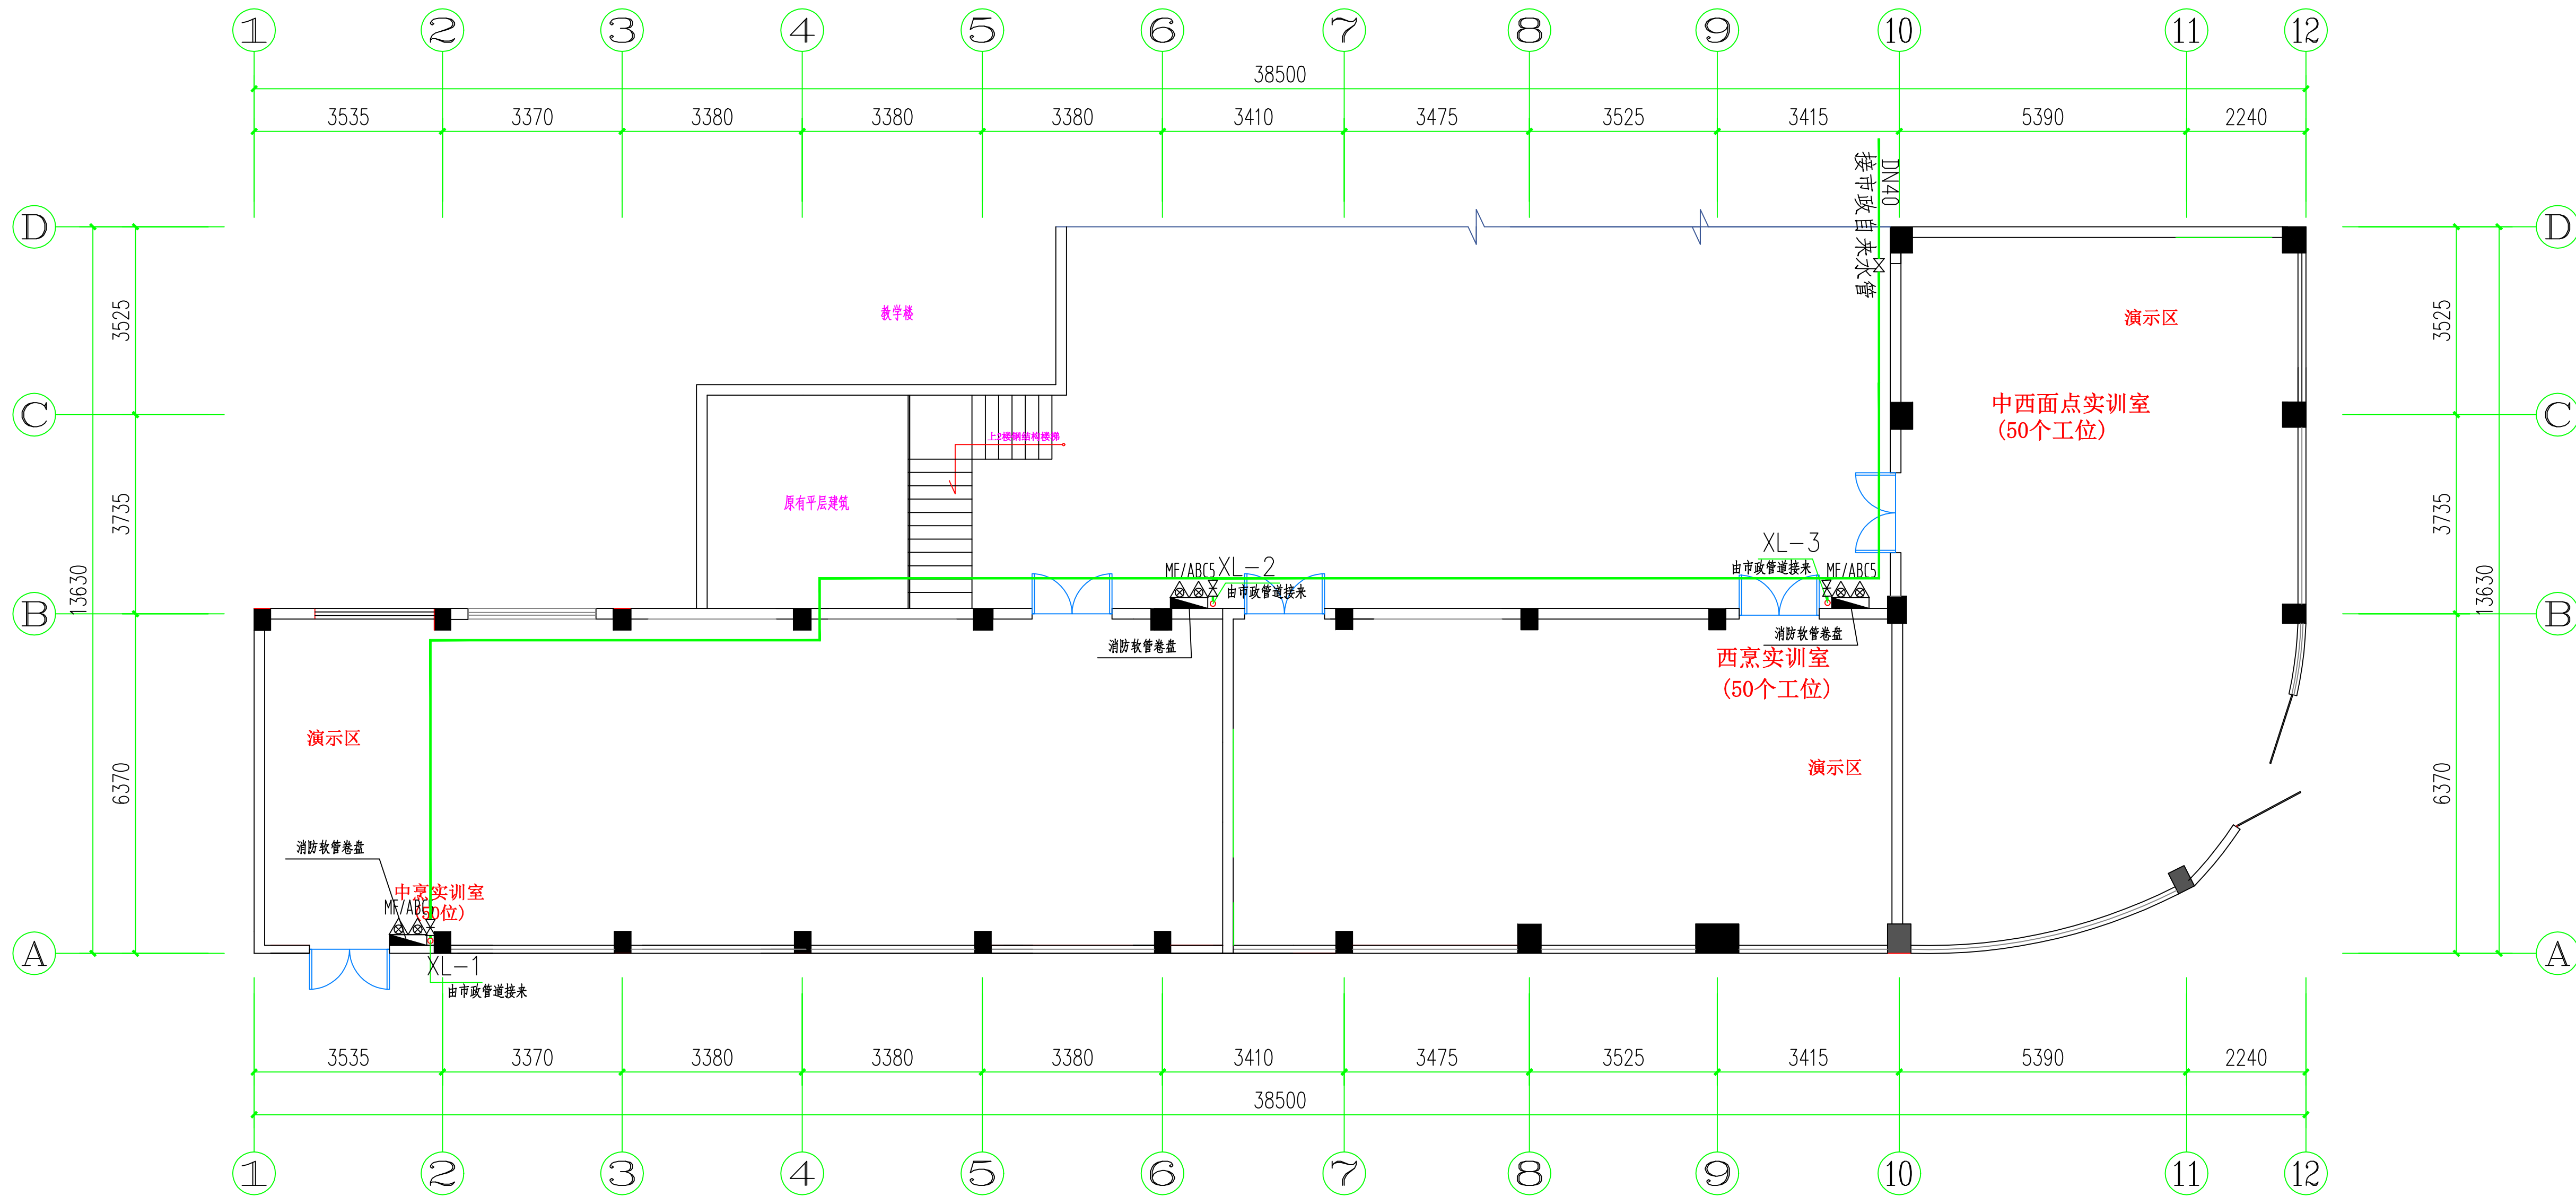 1 2 3 4 5 6 7 8 9 10 11 12
38500
3535 3370 3380 3380 3380 3410 3475 3525 3415 5390 2240
DN40
接市政自来水管
D D
C C
B B
A A
3525
3735
6370
13630
3525
3735
6370
13630
教学楼
演示区
中西面点实训室
(50个工位)
上2楼钢结构楼梯
原有平层建筑
MF/ABC5
XL-2
由市政管道接来
消防软管卷盘
XL-3
由市政管道接来
MF/ABC5
消防软管卷盘
西烹实训室
(50个工位)
演示区
演示区
消防软管卷盘
中烹实训室
(50位)
MF/ABC5
XL-1
由市政管道接来
3535 3370 3380 3380 3380 3410 3475 3525 3415 5390 2240
38500
1 2 3 4 5 6 7 8 9 10 11 12